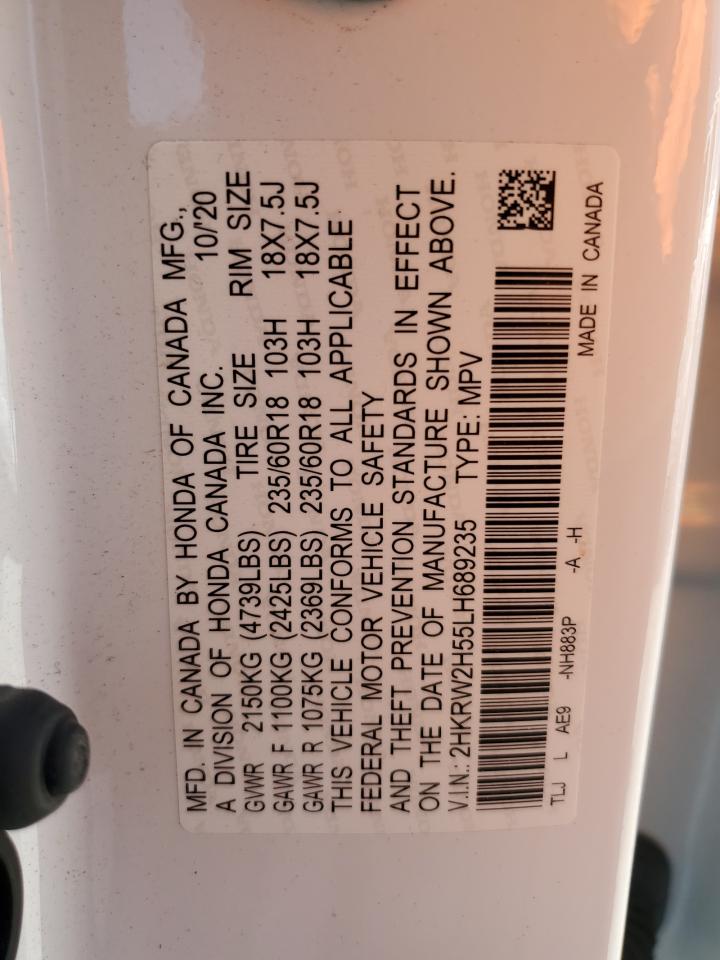 MFD. IN CANADA BY HONDA OF CANADA MFG.,
A DIVISION OF HONDA CANADA INC. 10/'20
GVWR 2150KG (4739LBS) TIRE SIZE RIM SIZE
GAWR F 1100KG (2425LBS) 235/60R18 103H 18X7.5J
GAWR R 1075KG (2369LBS) 235/60R18 103H 18X7.5J
THIS VEHICLE CONFORMS TO ALL APPLICABLE
FEDERAL MOTOR VEHICLE SAFETY
AND THEFT PREVENTION STANDARDS IN EFFECT
ON THE DATE OF MANUFACTURE SHOWN ABOVE.
V.I.N.: 2HKRW2H55LH689235 TYPE: MPV
TLJ L AE9 -NH883P -A -H MADE IN CANADA